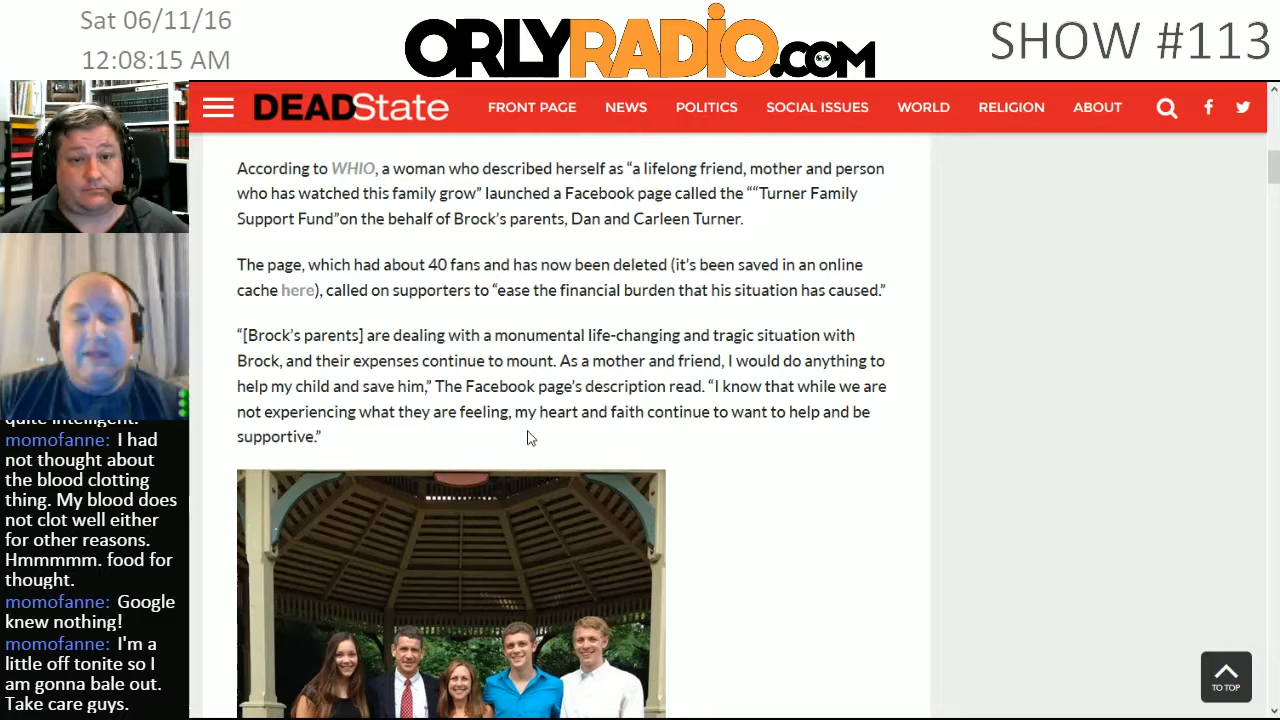 Sat 06/11/16
12:08:15 AM
ORLYRADIO.COM
SHOW #113
DEADState
FRONT PAGE NEWS POLITICS SOCIAL ISSUES WORLD RELIGION ABOUT
According to WHIO, a woman who described herself as “a lifelong friend, mother and person
who has watched this family grow” launched a Facebook page called the ““Turner Family
Support Fund”on the behalf of Brock’s parents, Dan and Carleen Turner.
The page, which had about 40 fans and has now been deleted (it’s been saved in an online
cache here), called on supporters to “ease the financial burden that his situation has caused.”
“[Brock’s parents] are dealing with a monumental life-changing and tragic situation with
Brock, and their expenses continue to mount. As a mother and friend, I would do anything to
help my child and save him,” The Facebook page’s description read. “I know that while we are
not experiencing what they are feeling, my heart and faith continue to want to help and be
supportive.”
TO TOP
quite intelligent.
momofanne: I had
not thought about
the blood clotting
thing. My blood does
not clot well either
for other reasons.
Hmmmmm. food for
thought.
momofanne: Google
knew nothing!
momofanne: I'm a
little off tonite so I
am gonna bale out.
Take care guys.